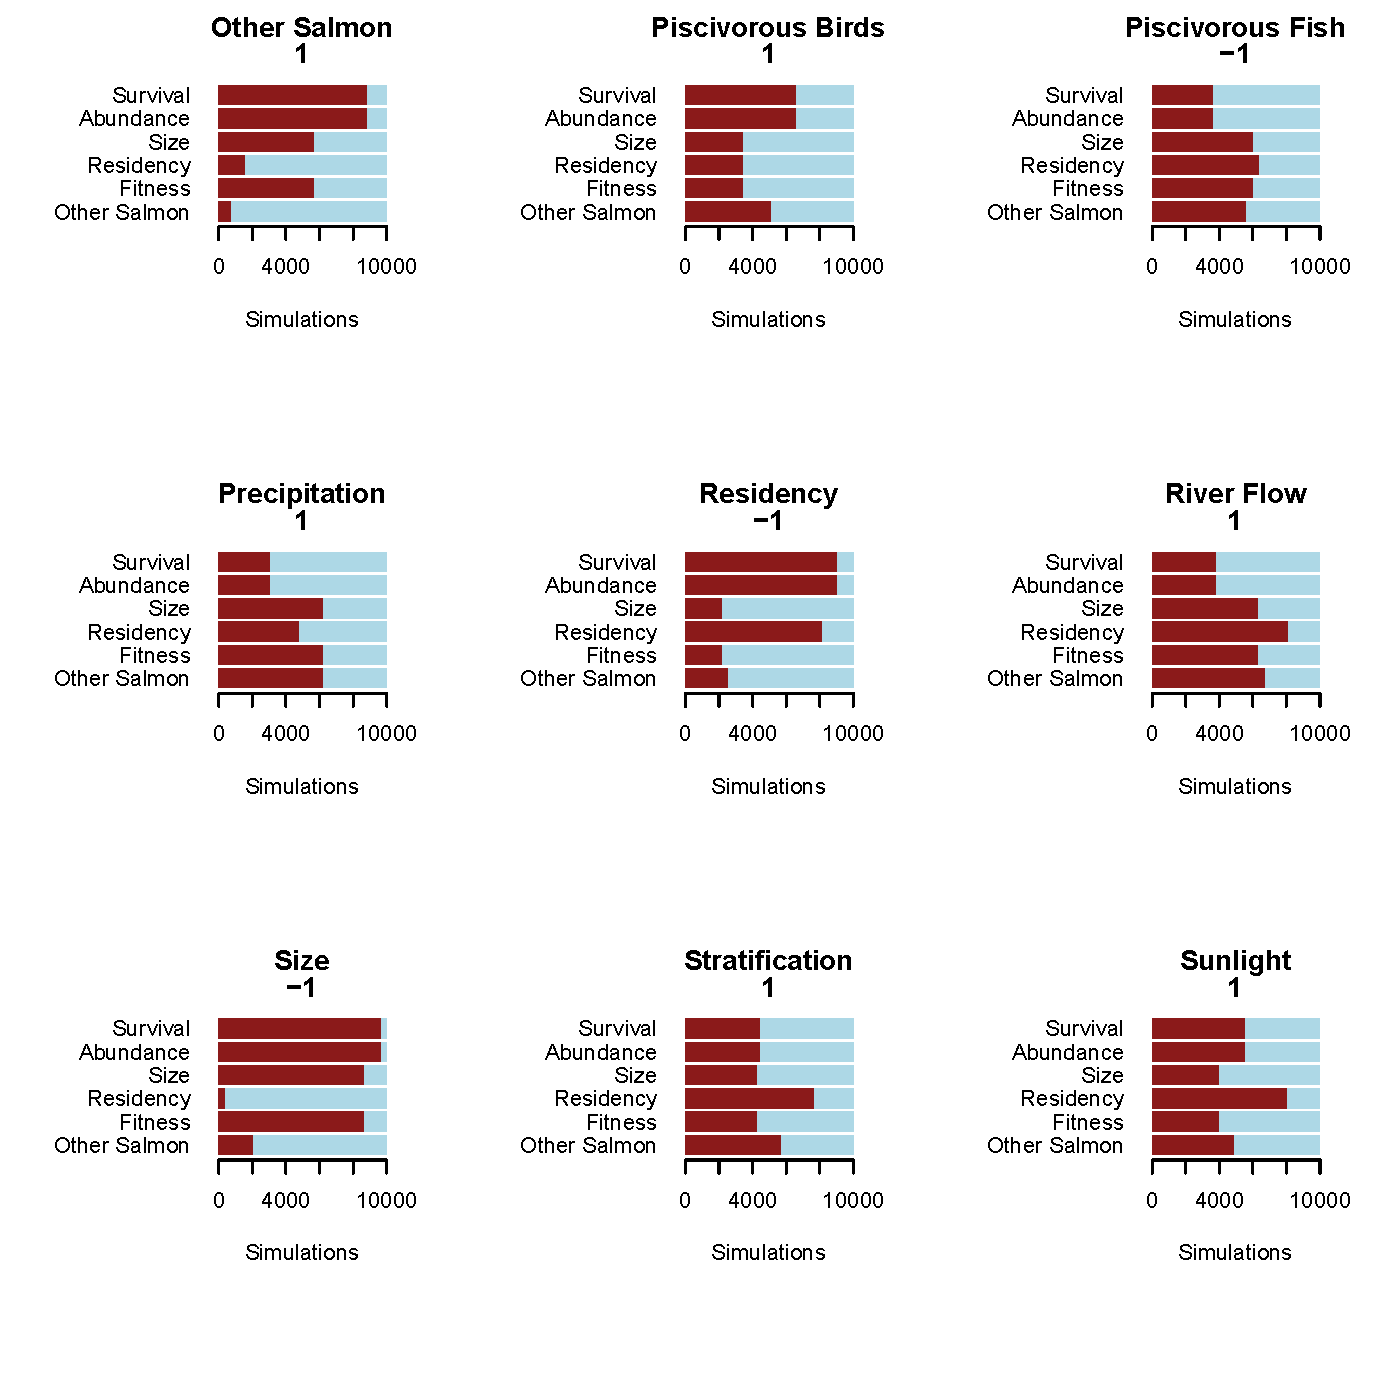 Other Salmon
1
Survival
Abundance
Size
Residency
Fitness
Other Salmon
0 4000 10000
Simulations
Piscivorous Birds
1
Survival
Abundance
Size
Residency
Fitness
Other Salmon
0 4000 10000
Simulations
Piscivorous Fish
−1
Survival
Abundance
Size
Residency
Fitness
Other Salmon
0 4000 10000
Simulations
Precipitation
1
Survival
Abundance
Size
Residency
Fitness
Other Salmon
0 4000 10000
Simulations
Residency
−1
Survival
Abundance
Size
Residency
Fitness
Other Salmon
0 4000 10000
Simulations
River Flow
1
Survival
Abundance
Size
Residency
Fitness
Other Salmon
0 4000 10000
Simulations
Size
−1
Survival
Abundance
Size
Residency
Fitness
Other Salmon
0 4000 10000
Simulations
Stratification
1
Survival
Abundance
Size
Residency
Fitness
Other Salmon
0 4000 10000
Simulations
Sunlight
1
Survival
Abundance
Size
Residency
Fitness
Other Salmon
0 4000 10000
Simulations